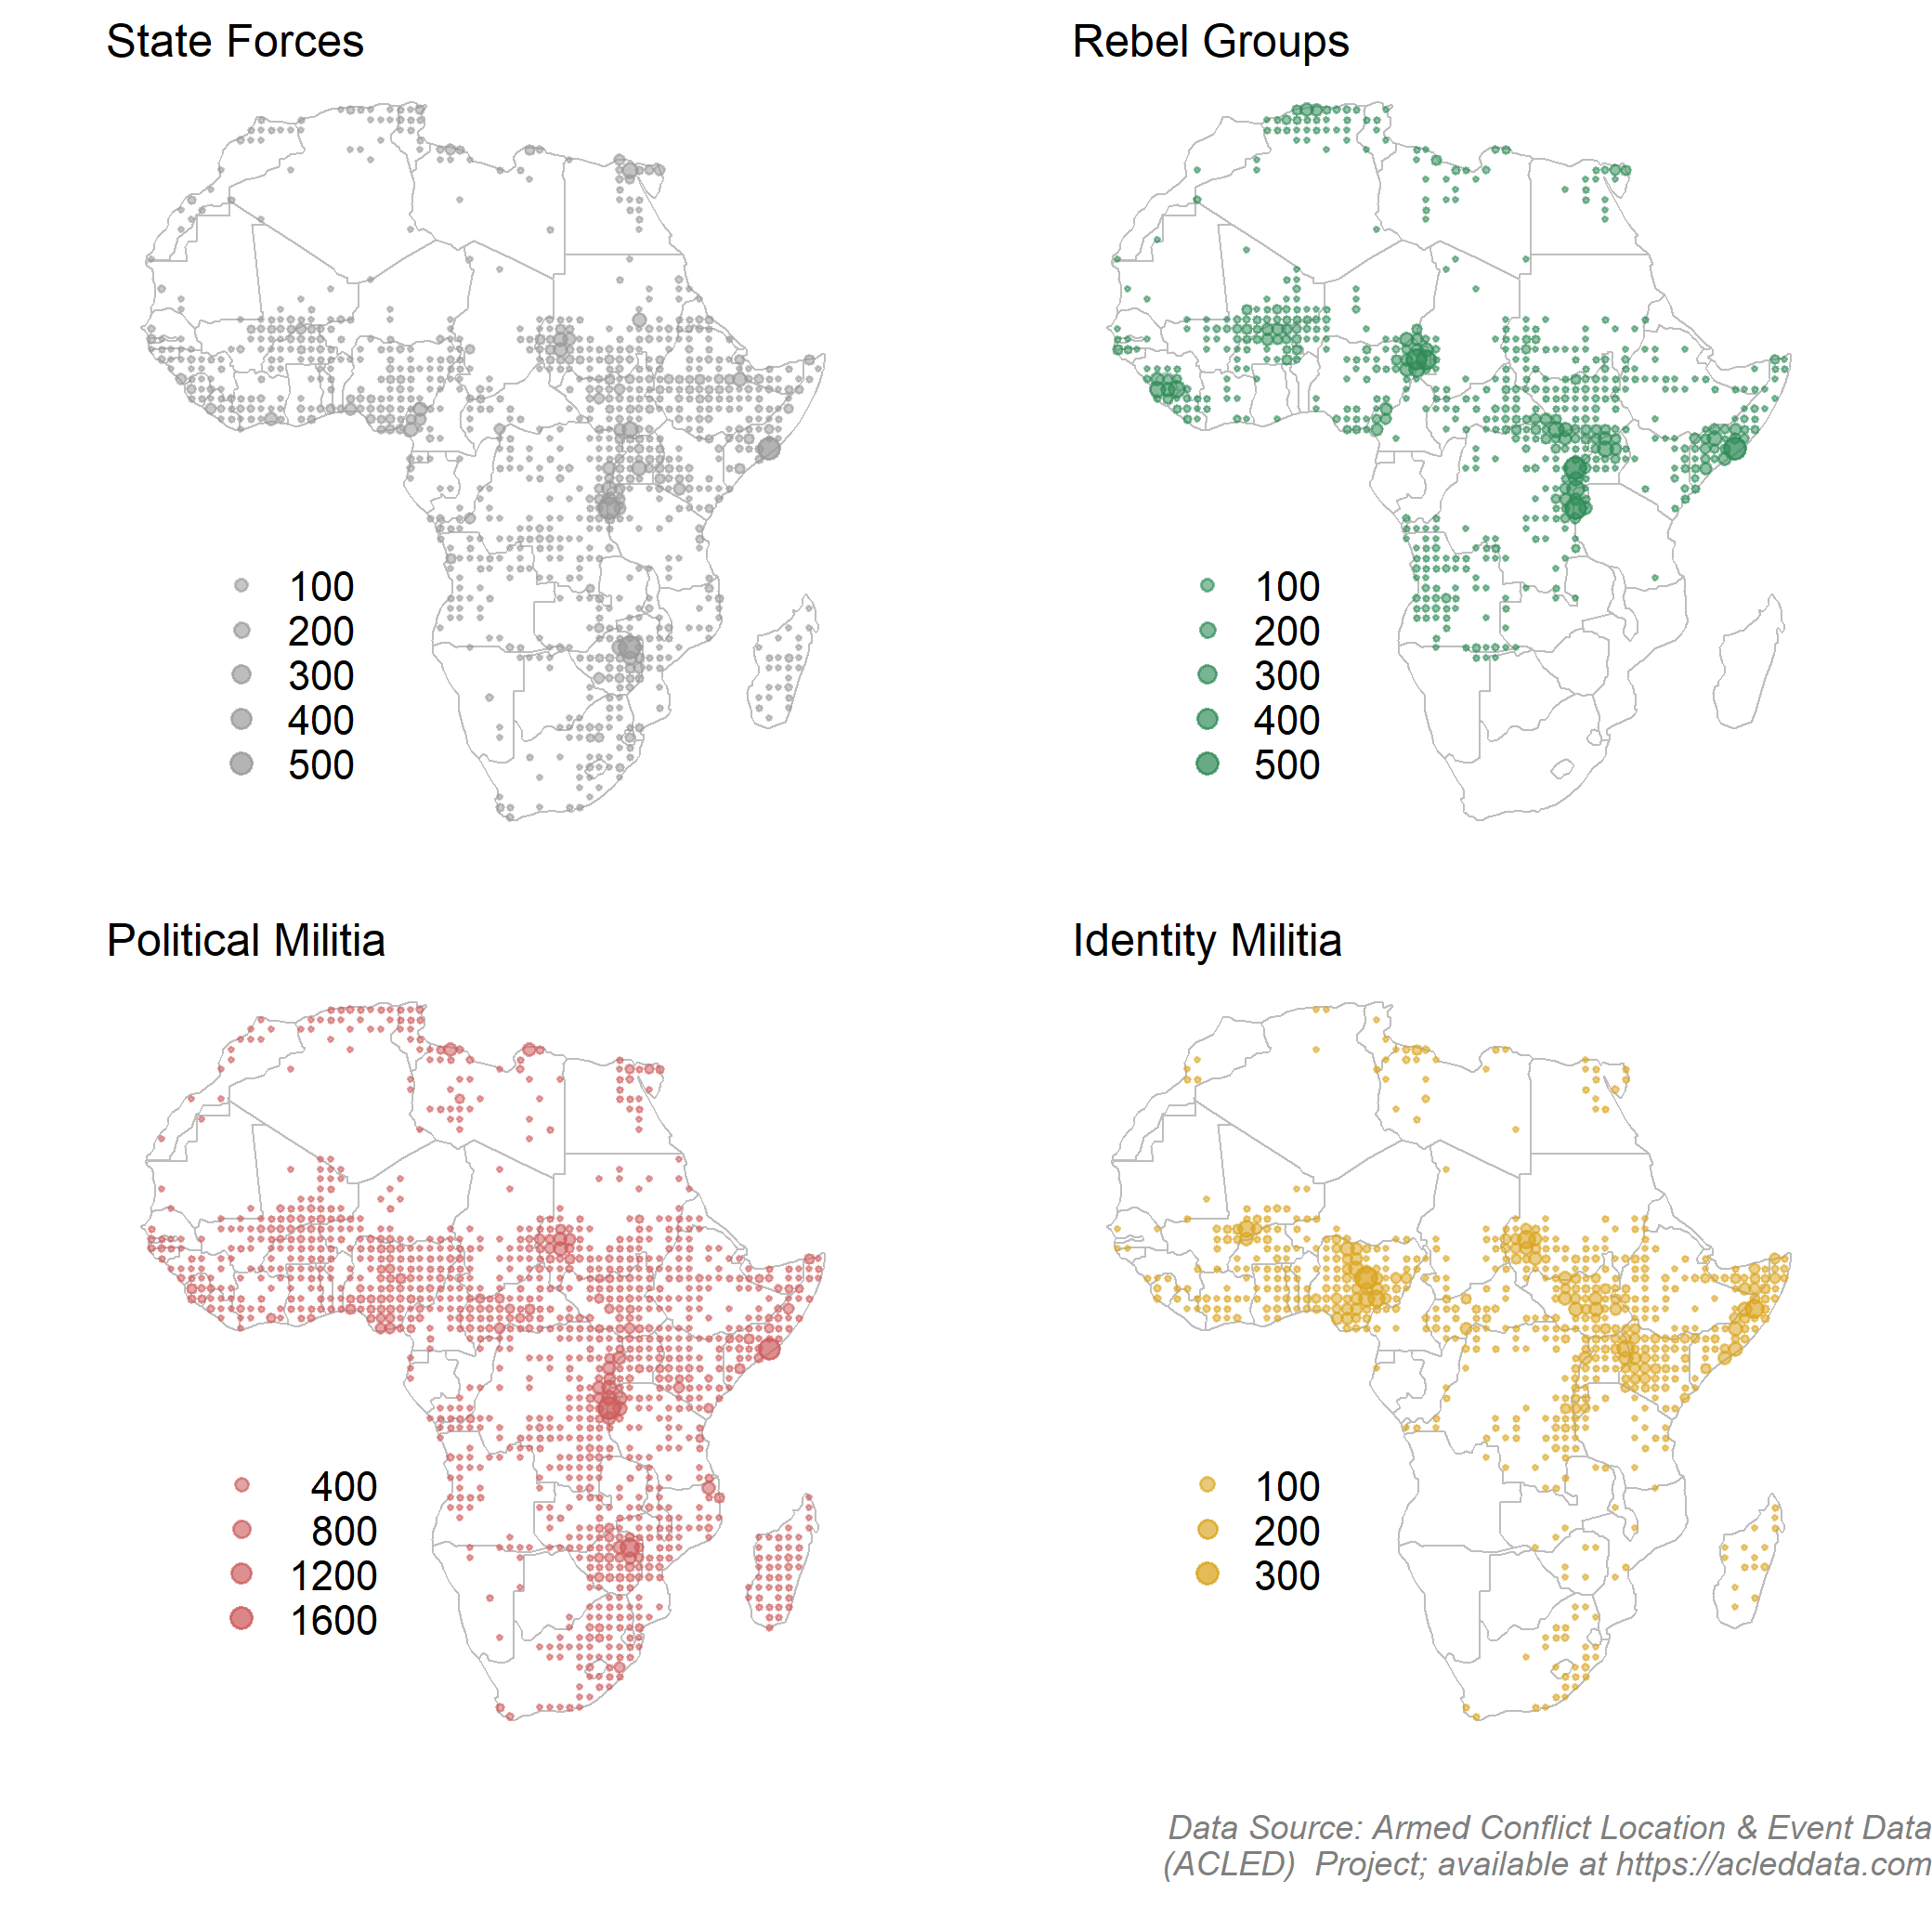 State Forces
Rebel Groups
100
200
300
400
500
100
200
300
400
500
Political Militia
Identity Militia
400
800
1200
1600
100
200
300
Data Source: Armed Conflict Location & Event Data
(ACLED)  Project; available at https://acleddata.com